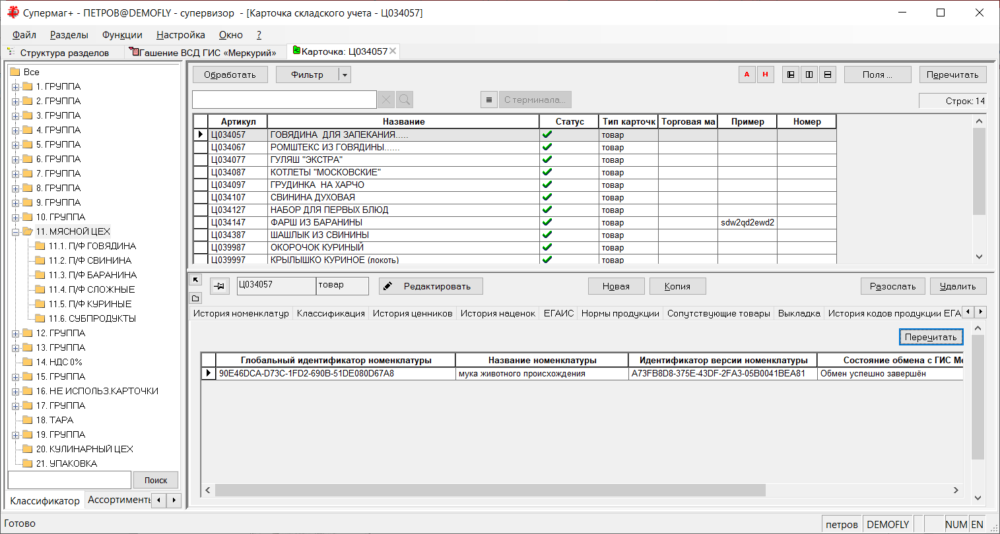 Супермаг+ - ПЕТРОВ@DEMOFLY - супервизор - [Карточка складского учета - Ц034057]
Файл Разделы Функции Настройка Окно ?
Структура разделов Гашение ВСД ГИС «Меркурий» Карточка: Ц034057
Все
1. ГРУППА
2. ГРУППА
3. ГРУППА
4. ГРУППА
5. ГРУППА
6. ГРУППА
7. ГРУППА
8. ГРУППА
9. ГРУППА
10. ГРУППА
11. МЯСНОЙ ЦЕХ
11.1. П/Ф ГОВЯДИНА
11.2. П/Ф СВИНИНА
11.3. П/Ф БАРАНИНА
11.4. П/Ф СЛОЖНЫЕ
11.5. П/Ф КУРИНЫЕ
11.6. СУБПРОДУКТЫ
12. ГРУППА
13. ГРУППА
14. НДС 0%
15. ГРУППА
16. НЕ ИСПОЛЬЗ.КАРТОЧКИ
17. ГРУППА
18. ТАРА
19. ГРУППА
20. КУЛИНАРНЫЙ ЦЕХ
21. УПАКОВКА
Поиск
Классификатор Ассортименты
Обработать Фильтр А Н Поля ... Перечитать
С терминала... Строк: 14
Артикул Название Статус Тип карточк Торговая ма Пример Номер
Ц034057 ГОВЯДИНА ДЛЯ ЗАПЕКАНИЯ..... товар
Ц034067 РОМШТЕКС ИЗ ГОВЯДИНЫ...... товар
Ц034077 ГУЛЯШ "ЭКСТРА" товар
Ц034087 КОТЛЕТЫ "МОСКОВСКИЕ" товар
Ц034097 ГРУДИНКА НА ХАРЧО товар
Ц034107 СВИНИНА ДУХОВАЯ товар
Ц034127 НАБОР ДЛЯ ПЕРВЫХ БЛЮД товар
Ц034147 ФАРШ ИЗ БАРАНИНЫ товар sdw2qd2ewd2
Ц034387 ШАШЛЫК ИЗ СВИНИНЫ товар
Ц039987 ОКОРОЧОК КУРИНЫЙ товар
Ц039997 КРЫЛЫШКО КУРИНОЕ (локоть) товар
Ц034057 товар Редактировать Новая Копия Разослать Удалить
История номенклатур Классификация История ценников История наценок ЕГАИС Нормы продукции Сопутствующие товары Выкладка История кодов продукции ЕГА
Перечитать
Глобальный идентификатор номенклатуры Название номенклатуры Идентификатор версии номенклатуры Состояние обмена с ГИС Ме
90E46DCA-D73C-1FD2-690B-51DE080D67A8 мука животного происхождения A73FB8D8-375E-43DF-2FA3-05B0041BEA81 Обмен успешно завершён
Готово петров DEMOFLY NUM EN